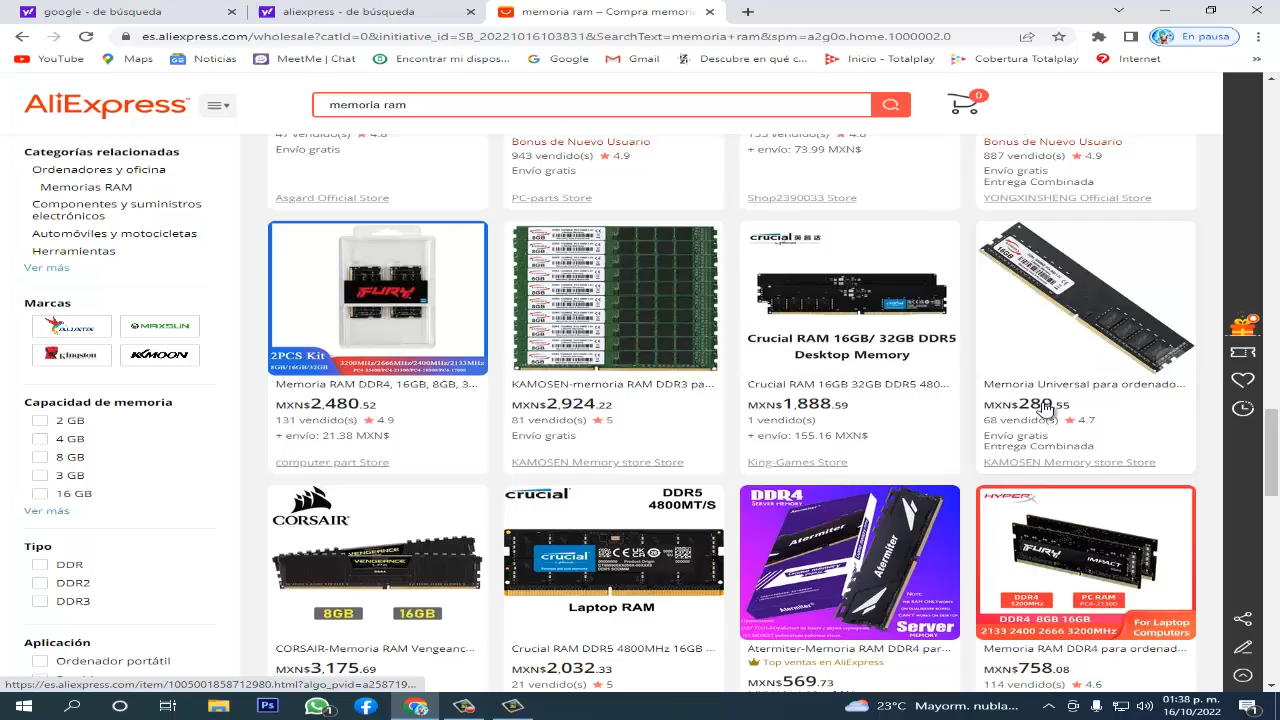 google - de búsqueda
airdesk - de búsqueda
memoria ram – Compra memoria
es.aliexpress.com/wholesale?catId=0&initiative_id=SB_20221016103831&SearchText=memoria+ram&spm=a2g0o.home.1000002.0
En pausa
YouTube
Maps
Noticias
MeetMe | Chat
Encontrar mi dispos...
Google
Gmail
Descubre en qué c...
Inicio - Totalplay
Cobertura Totalplay
Internet
AliExpress
memoria ram
0
47 vendido(s) 4.8
Envío gratis
Asgard Official Store
Bonus de Nuevo Usuario
943 vendido(s) 4.9
Envío gratis
PC-parts Store
+ envío: 73.99 MXN$
Shop2390033 Store
Bonus de Nuevo Usuario
887 vendido(s) 4.9
Envío gratis
Entrega Combinada
YONGXINSHENG Official Store
Categorías relacionadas
Ordenadores y oficina
Memorias RAM
Componentes y suministros
electrónicos
Automóviles y motocicletas
Herramientas
Ver más
Marcas
JUHOR
MAXSUN
Kingston
KKMOON
Capacidad de memoria
2 GB
4 GB
8 GB
3 GB
16 GB
Ver más
Tipo
DDR
DDR2
DDR3
Ordenador portátil
FURY
2PCS Kit
8GB/16GB/32GB
3200MHz/2666MHz/2400MHz/2133MHz
Memoria RAM DDR4, 16GB, 8GB, 3...
MXN$2,480.52
131 vendido(s) 4.9
+ envío: 21.38 MXN$
computer part Store
8GB
KAMOSEN-memoria RAM DDR3 pa...
MXN$2,924.22
81 vendido(s) 5
Envío gratis
KAMOSEN Memory store Store
crucial 英睿达
Crucial RAM 16GB/ 32GB DDR5
Desktop Memory
Crucial RAM 16GB 32GB DDR5 480...
MXN$1,888.59
1 vendido(s)
+ envío: 155.16 MXN$
King-Games Store
Memoria Universal para ordenado...
68 vendido(s) 4.7
Envío gratis
Entrega Combinada
KAMOSEN Memory store Store
CORSAIR
VENGEANCE
VENGEANCE
8GB
16GB
CORSAIR-Memoria RAM Vengeanc...
MXN$3,175.69
crucial
DDR5
4800MT/S
crucial
Laptop RAM
Crucial RAM DDR5 4800MHz 16GB ...
MXN$2,032.33
21 vendido(s) 5
DDR4
SERVER MEMORY
Atermiter
Atermiter
Atermiter
Note:
Server
MEMORY
Atermiter-Memoria RAM DDR4 par...
Top ventas en AliExpress
MXN$569.73
HYPERX
IMPACT
DDR4
3200MHz
PC RAM
PC4-21300
DDR4 8GB 16GB
2133 2400 2666 3200MHz
For Laptop
Computers
Memoria RAM DDR4 para ordenad...
MXN$758.08
114 vendido(s) 4.6
https://es.aliexpress.com/item/1005001858712980.html?algo_pvid=a258719...
Ps
1
23°C Mayorm. nubla...
01:38 p. m.
16/10/2022
1